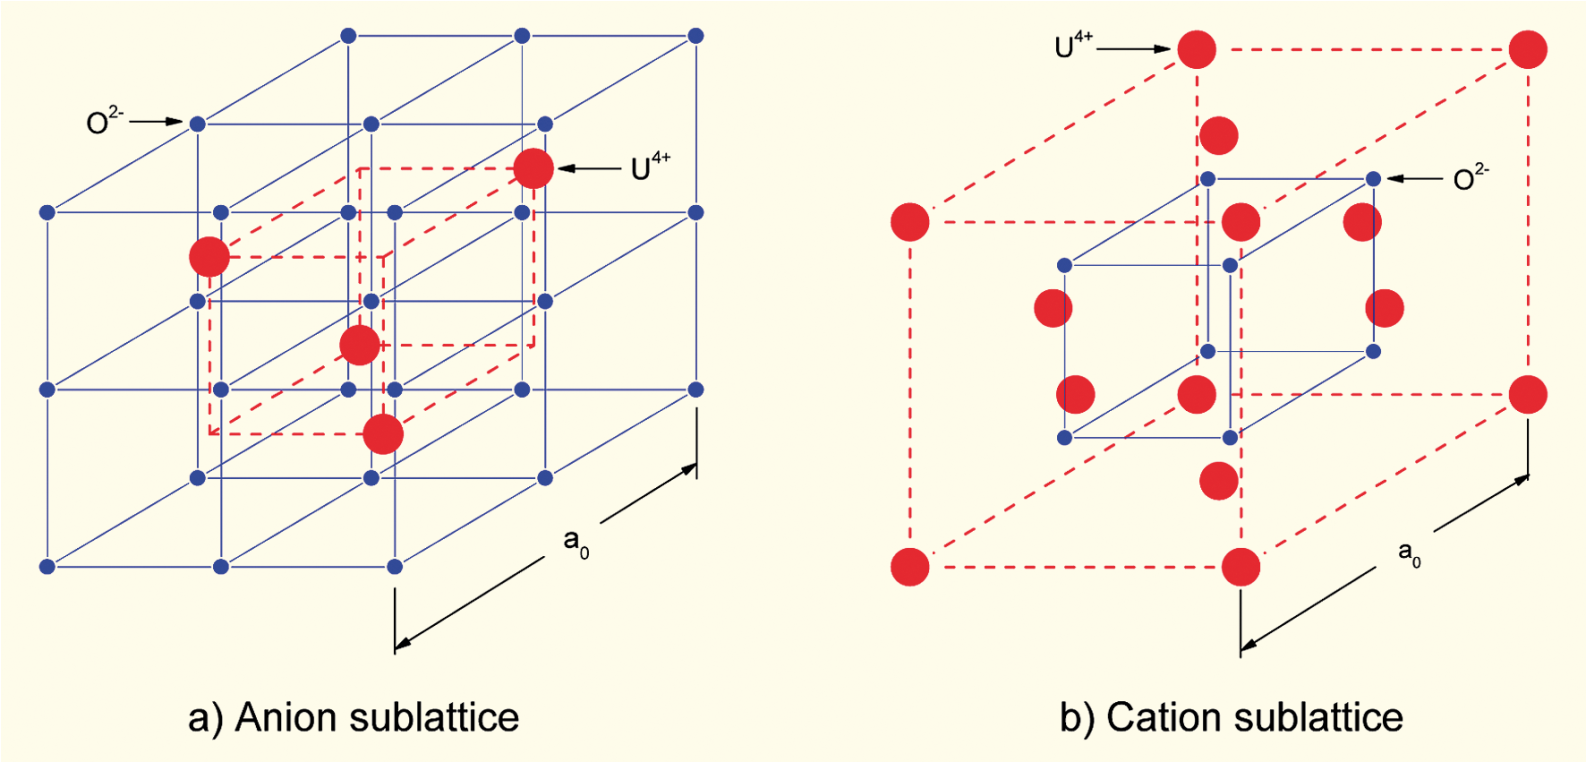 O²⁻
U⁴⁺
a₀
a) Anion sublattice
U⁴⁺
O²⁻
a₀
b) Cation sublattice